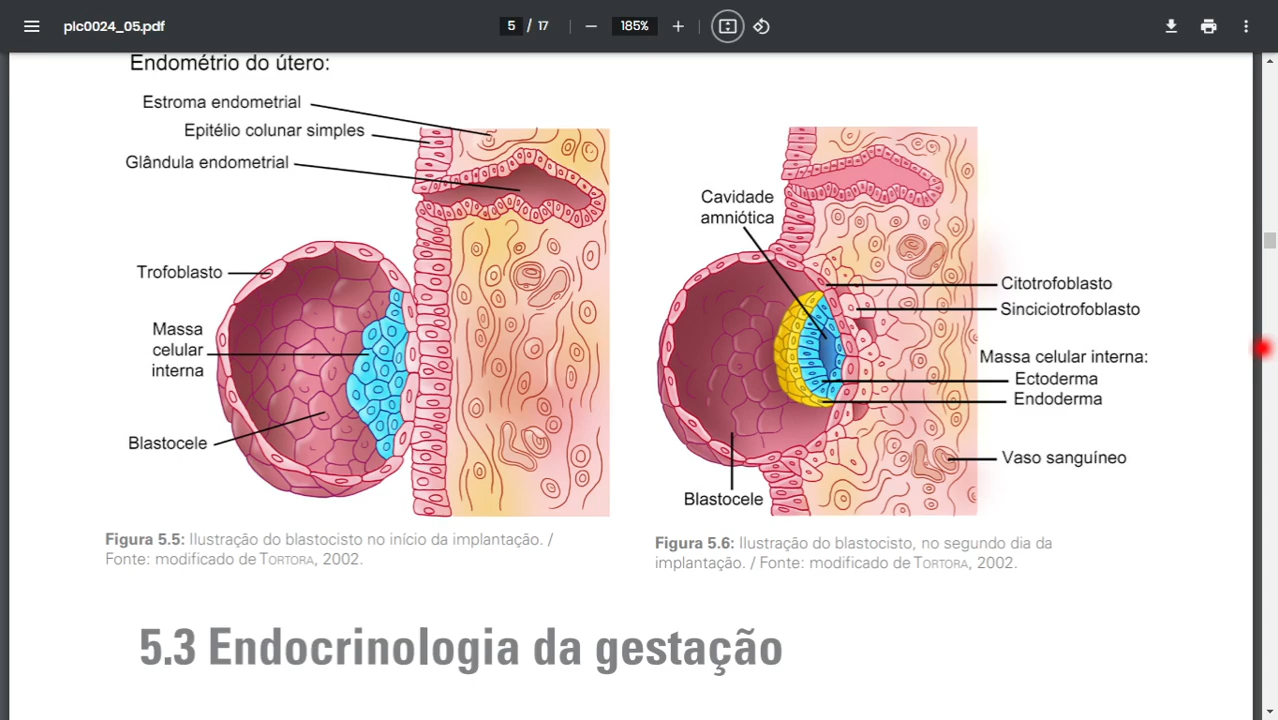 plc0024_05.pdf
5 / 17
185%
Endométrio do útero:
Estroma endometrial
Epitélio colunar simples
Glândula endometrial
Trofoblasto
Massa
celular
interna
Blastocele
Cavidade
amniótica
Citotrofoblasto
Sinciciotrofoblasto
Massa celular interna:
Ectoderma
Endoderma
Vaso sanguíneo
Blastocele
Figura 5.5: Ilustração do blastocisto no início da implantação. /
Fonte: modificado de TORTORA, 2002.
Figura 5.6: Ilustração do blastocisto, no segundo dia da
implantação. / Fonte: modificado de TORTORA, 2002.
5.3 Endocrinologia da gestação